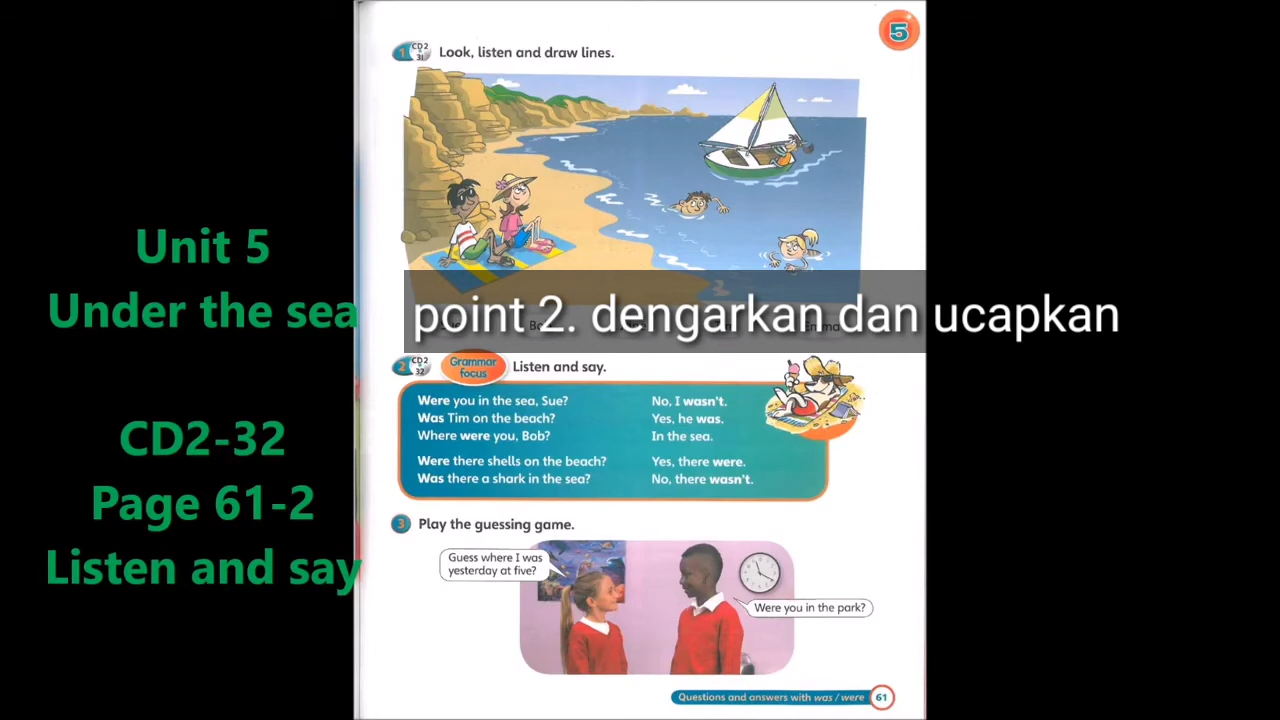 5
1 CD2 31 Look, listen and draw lines.
Unit 5
Under the sea
point 2. dengarkan dan ucapkan
2 CD2 32 Grammar focus Listen and say.
Were you in the sea, Sue? No, I wasn't.
Was Tim on the beach? Yes, he was.
Where were you, Bob? In the sea.
Were there shells on the beach? Yes, there were.
Was there a shark in the sea? No, there wasn't.
CD2-32
Page 61-2
Listen and say
3 Play the guessing game.
Guess where I was
yesterday at five?
Were you in the park?
Questions and answers with was / were 61